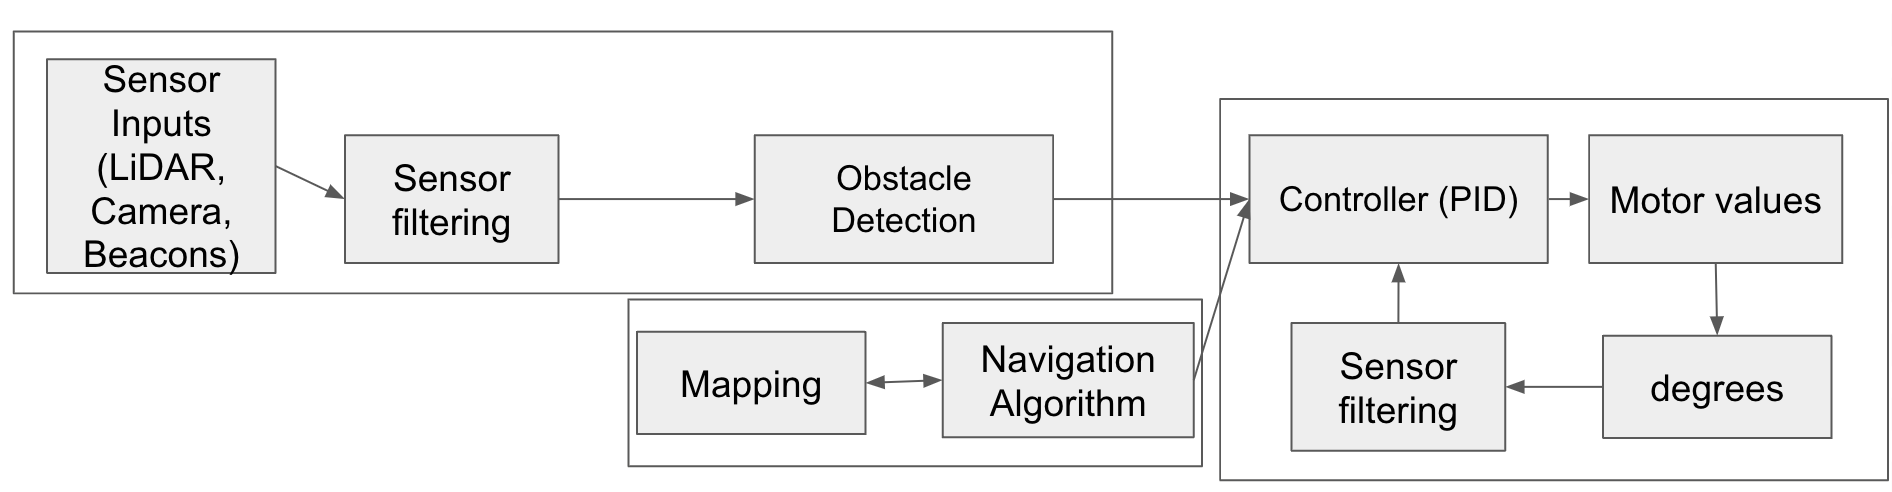 Sensor
Inputs
(LiDAR,
Camera,
Beacons)
Sensor
filtering
Obstacle
Detection
Controller (PID)
Motor values
Mapping
Navigation
Algorithm
Sensor
filtering
degrees